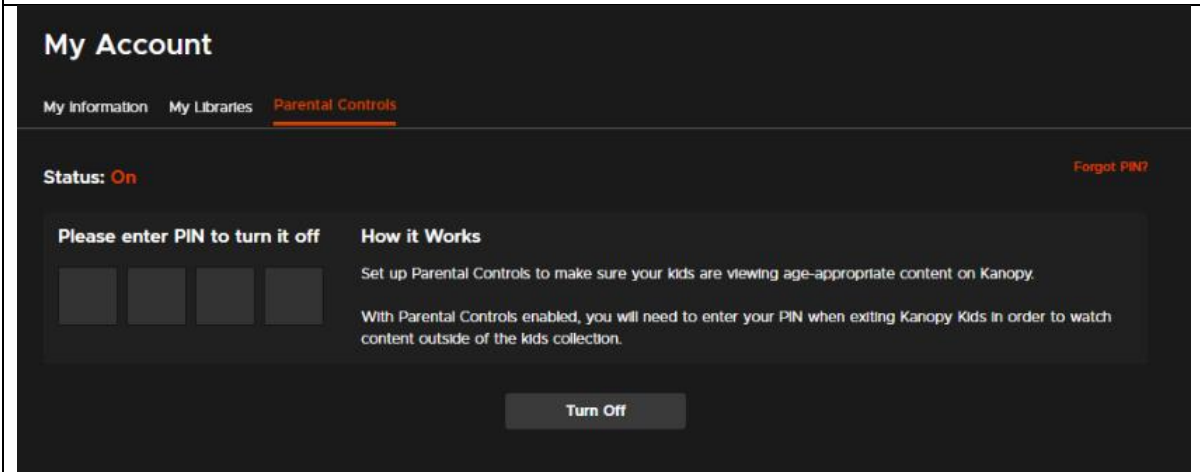 My Account
My Information My Libraries Parental Controls
Status: On
Forgot PIN?
Please enter PIN to turn it off
How it Works
Set up Parental Controls to make sure your kids are viewing age-appropriate content on Kanopy.
With Parental Controls enabled, you will need to enter your PIN when exiting Kanopy Kids in order to watch
content outside of the kids collection.
Turn Off